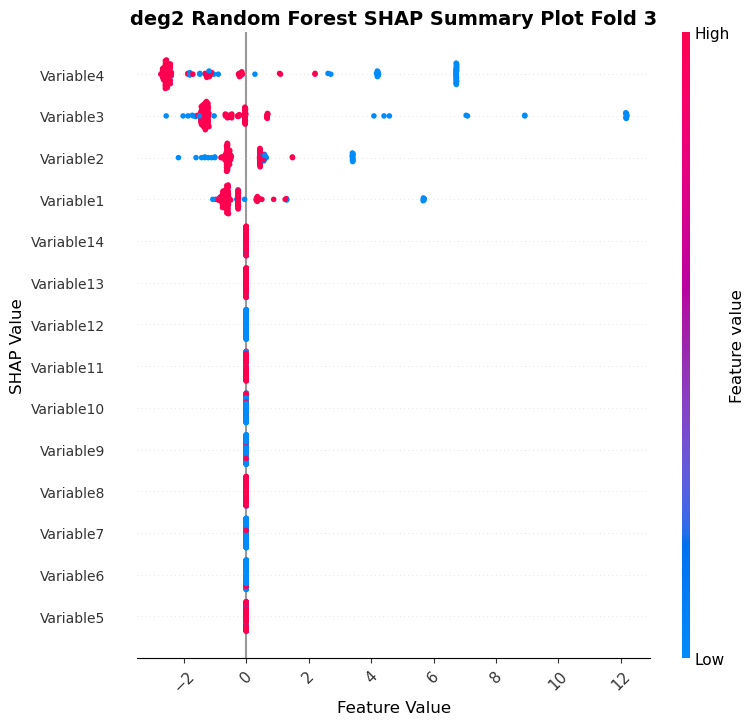 deg2 Random Forest SHAP Summary Plot Fold 3
High
Variable4
Variable3
Variable2
Variable1
Variable14
Variable13
Variable12
Variable11
Variable10
Variable9
Variable8
Variable7
Variable6
Variable5
SHAP Value
Feature value
Low
−2
0
2
4
6
8
10
12
Feature Value